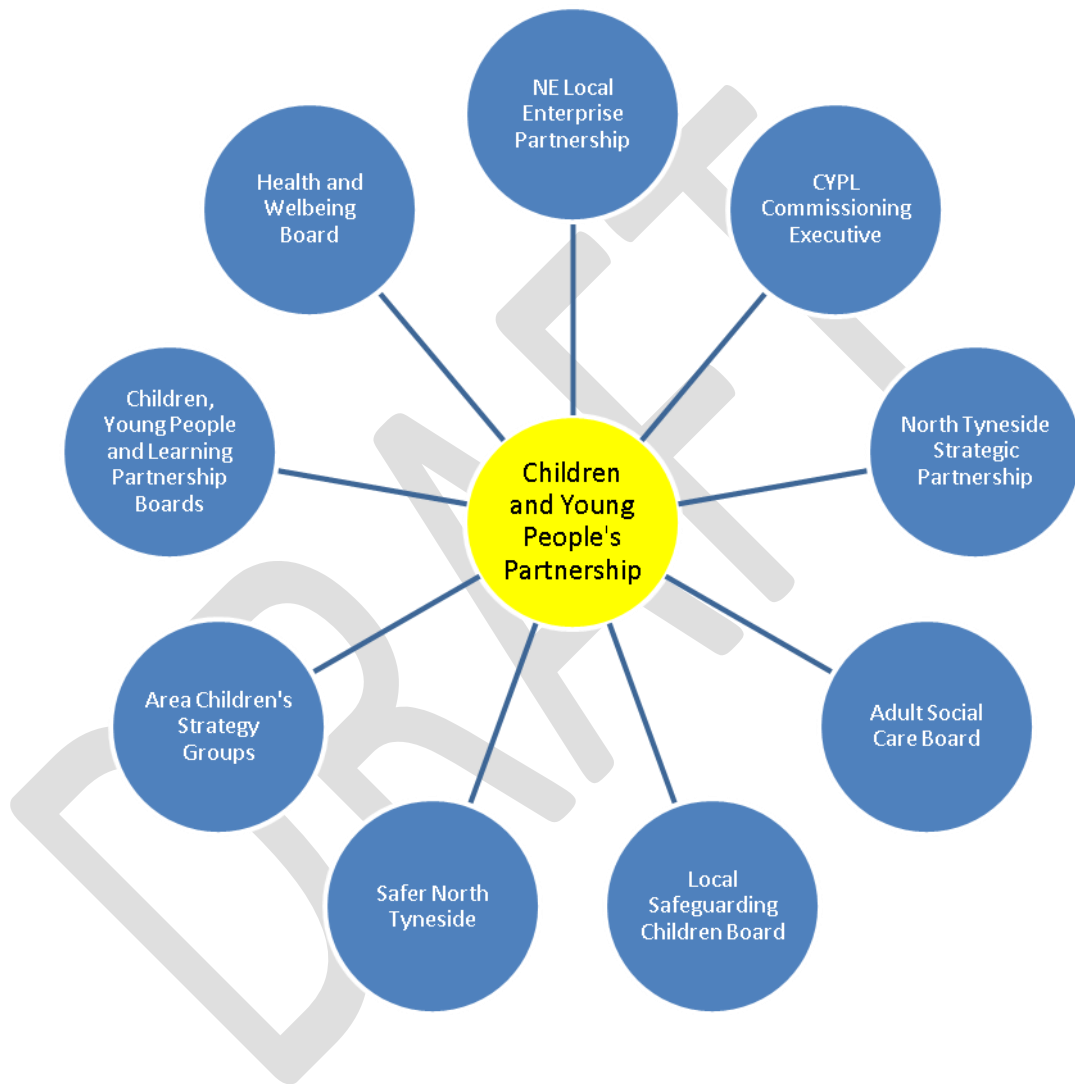 NE Local
Enterprise
Partnership
CYPL
Commissioning
Executive
North Tyneside
Strategic
Partnership
Adult Social
Care Board
Local
Safeguarding
Children Board
Safer North
Tyneside
Area Children's
Strategy
Groups
Children,
Young People
and Learning
Partnership
Boards
Health and
Welbeing
Board
Children
and Young
People's
Partnership
DRAFT